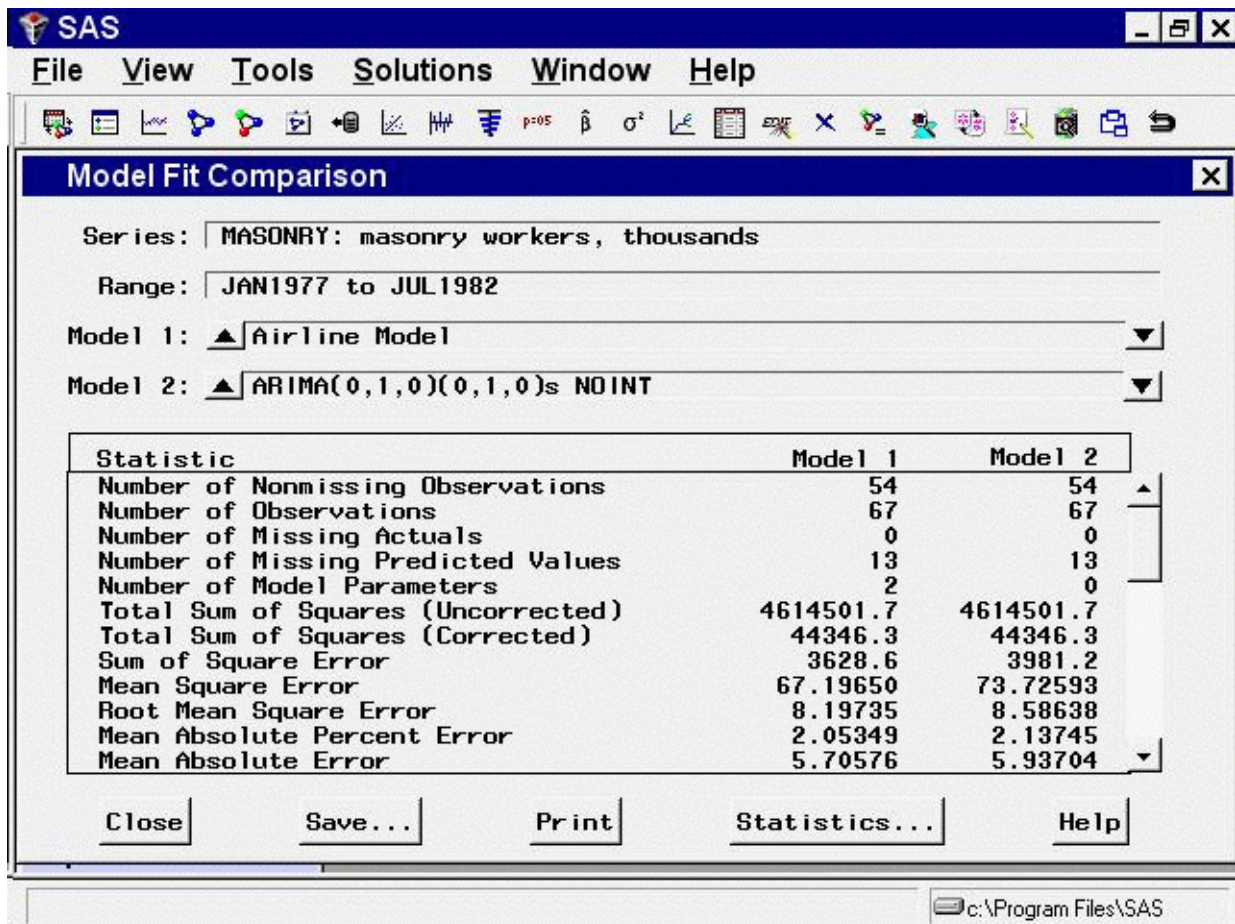 SAS
File View Tools Solutions Window Help
p=05 β̂ σ²
Model Fit Comparison
Series: MASONRY: masonry workers, thousands
Range: JAN1977 to JUL1982
Model 1: Airline Model
Model 2: ARIMA(0,1,0)(0,1,0)s NOINT
Statistic Model 1 Model 2
Number of Nonmissing Observations 54 54
Number of Observations 67 67
Number of Missing Actuals 0 0
Number of Missing Predicted Values 13 13
Number of Model Parameters 2 0
Total Sum of Squares (Uncorrected) 4614501.7 4614501.7
Total Sum of Squares (Corrected) 44346.3 44346.3
Sum of Square Error 3628.6 3981.2
Mean Square Error 67.19650 73.72593
Root Mean Square Error 8.19735 8.58638
Mean Absolute Percent Error 2.05349 2.13745
Mean Absolute Error 5.70576 5.93704
Close Save... Print Statistics... Help
c:\Program Files\SAS